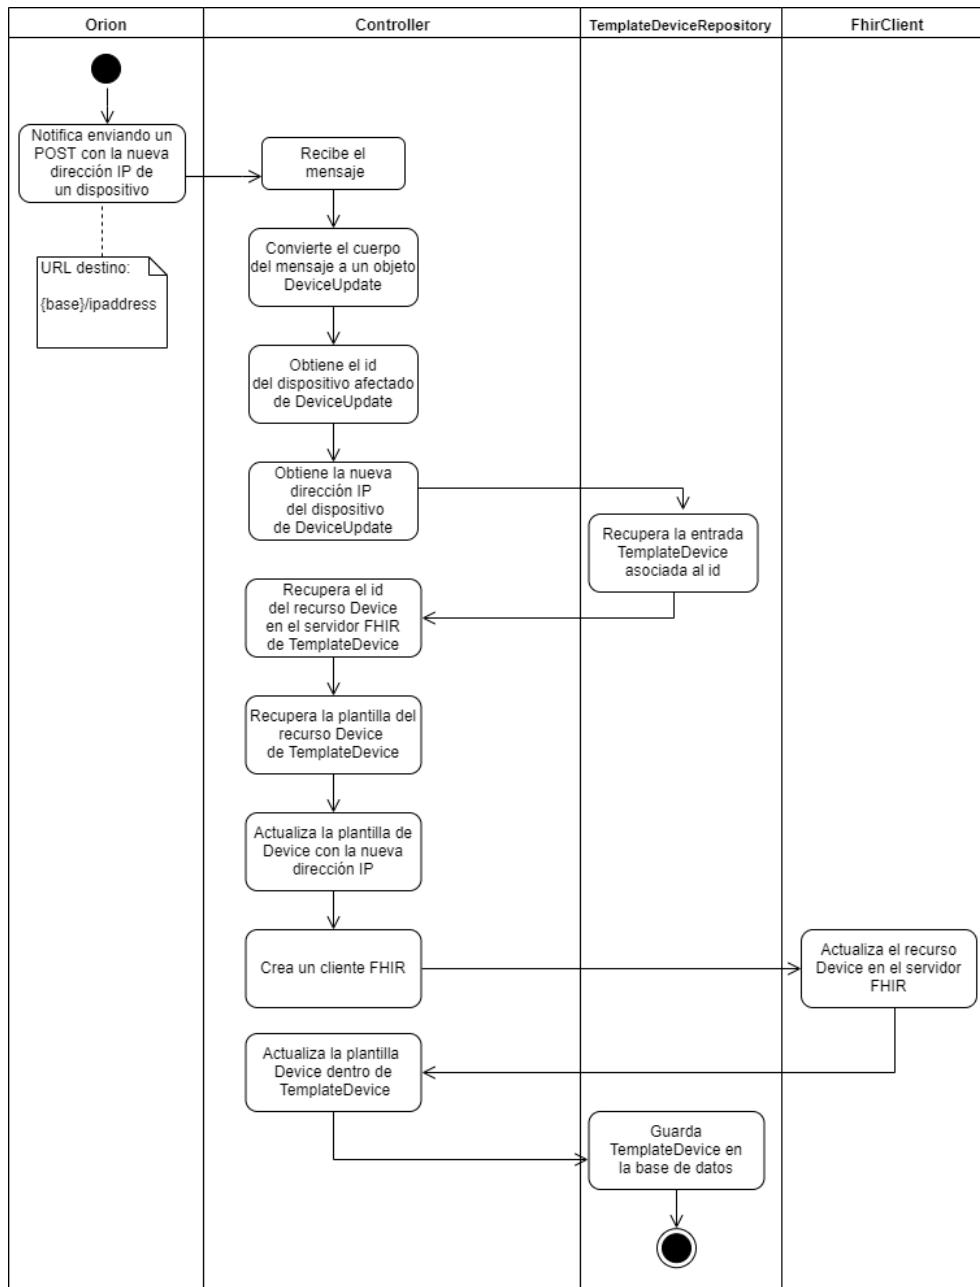 Orion
Controller
TemplateDeviceRepository
FhirClient
Notifica enviando un
POST con la nueva
dirección IP de
un dispositivo
Recibe el
mensaje
URL destino:
{base}/ipaddress
Convierte el cuerpo
del mensaje a un objeto
DeviceUpdate
Obtiene el id
del dispositivo afectado
de DeviceUpdate
Obtiene la nueva
dirección IP
del dispositivo
de DeviceUpdate
Recupera la entrada
TemplateDevice
asociada al id
Recupera el id
del recurso Device
en el servidor FHIR
de TemplateDevice
Recupera la plantilla del
recurso Device
de TemplateDevice
Actualiza la plantilla de
Device con la nueva
dirección IP
Crea un cliente FHIR
Actualiza el recurso
Device en el servidor
FHIR
Actualiza la plantilla
Device dentro de
TemplateDevice
Guarda
TemplateDevice en
la base de datos